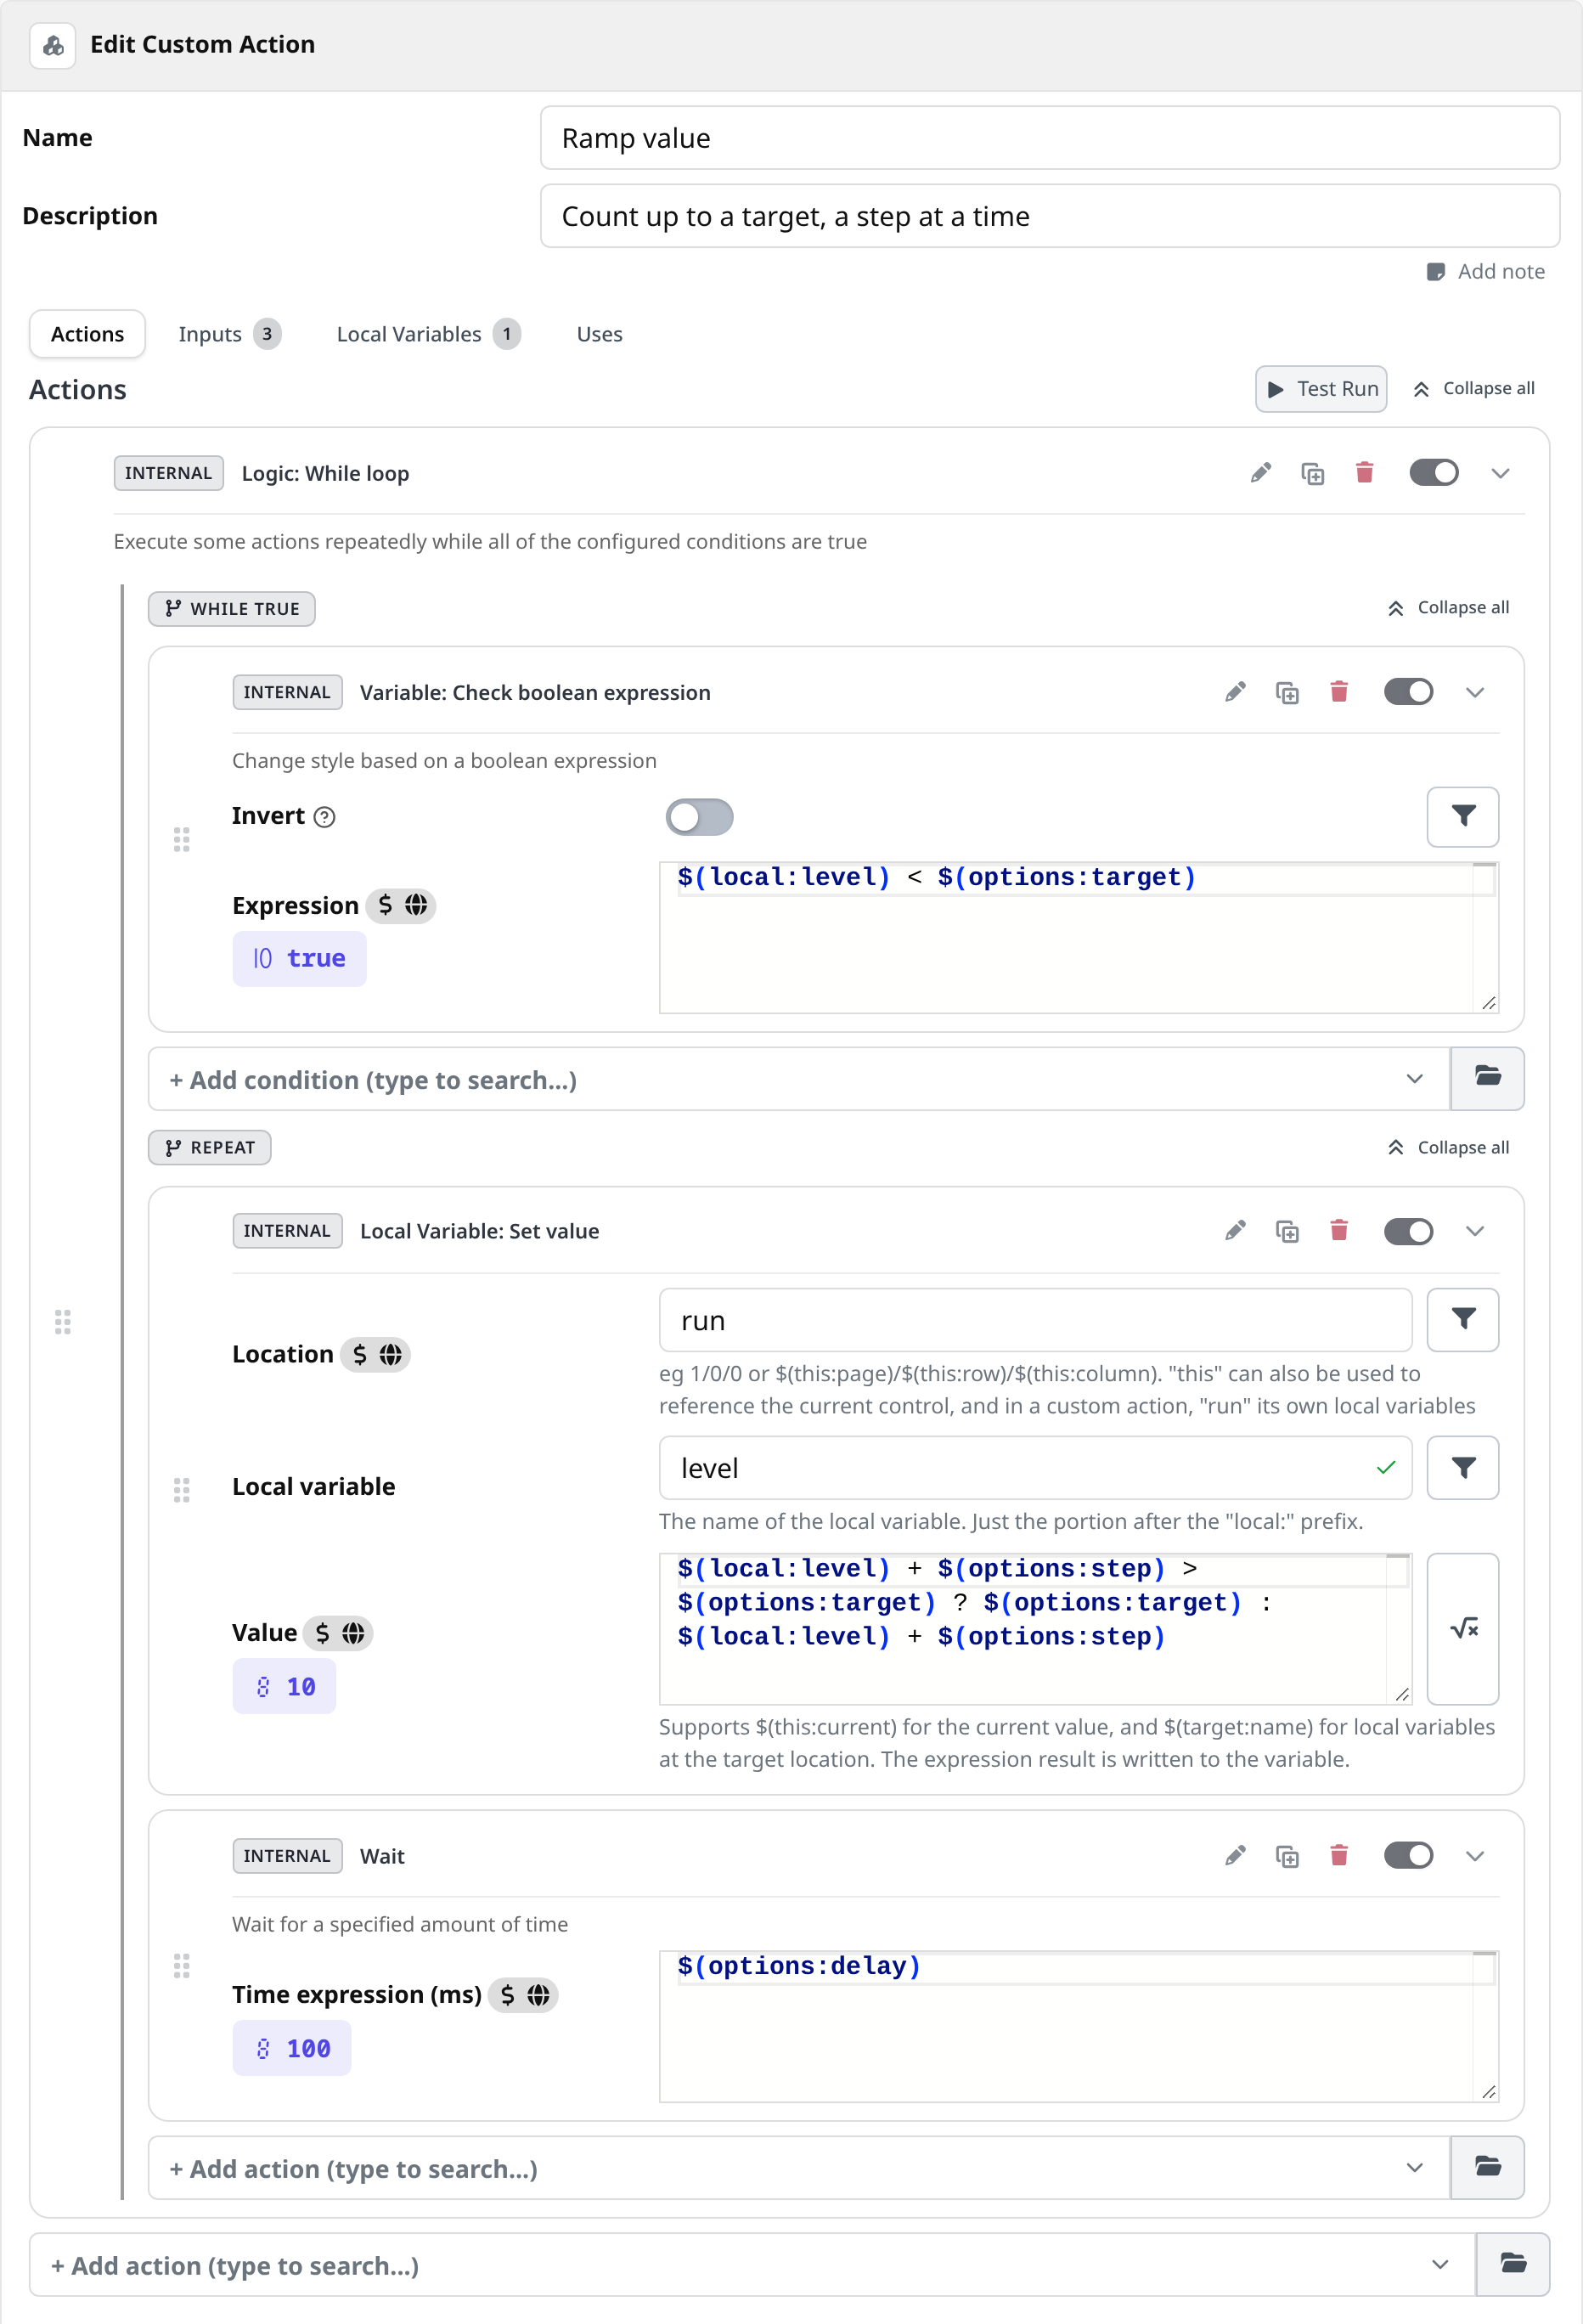 Edit Custom Action
Name
Ramp value
Description
Count up to a target, a step at a time
Add note
Actions
Inputs 3
Local Variables 1
Uses
Actions
Test Run
Collapse all
INTERNAL Logic: While loop
Execute some actions repeatedly while all of the configured conditions are true
WHILE TRUE
Collapse all
INTERNAL Variable: Check boolean expression
Change style based on a boolean expression
Invert
Expression $
true
$(local:level) < $(options:target)
+ Add condition (type to search...)
REPEAT
Collapse all
INTERNAL Local Variable: Set value
Location $
run
eg 1/0/0 or $(this:page)/$(this:row)/$(this:column). "this" can also be used to
reference the current control, and in a custom action, "run" its own local variables
Local variable
level
The name of the local variable. Just the portion after the "local:" prefix.
Value $
10
$(local:level) + $(options:step) >
$(options:target) ? $(options:target) :
$(local:level) + $(options:step)
Supports $(this:current) for the current value, and $(target:name) for local variables
at the target location. The expression result is written to the variable.
INTERNAL Wait
Wait for a specified amount of time
Time expression (ms) $
100
$(options:delay)
+ Add action (type to search...)
+ Add action (type to search...)